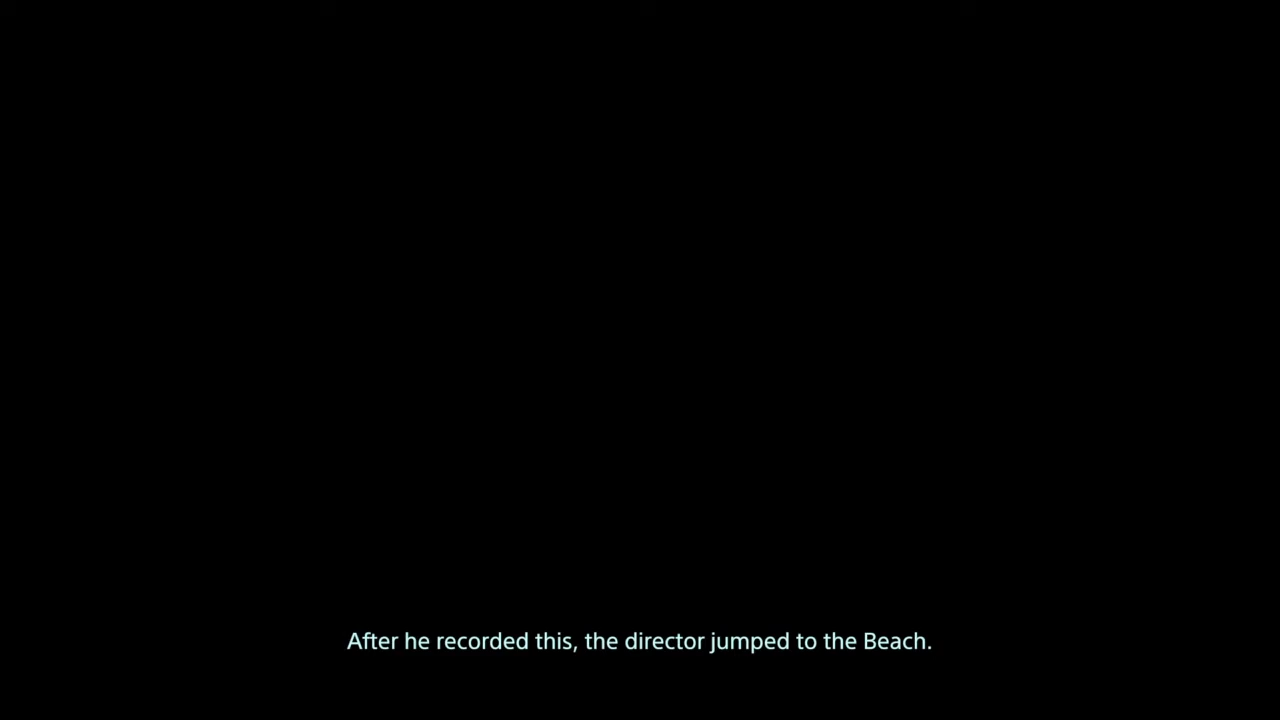 After he recorded this, the director jumped to the Beach.